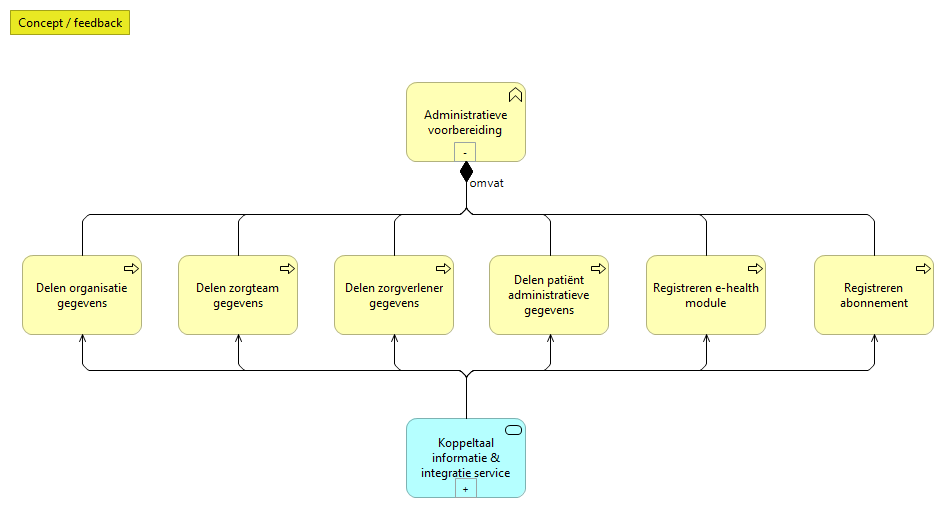 Concept / feedback
Administratieve
voorbereiding
-
omvat
Delen organisatie
gegevens
Delen zorgteam
gegevens
Delen zorgverlener
gegevens
Delen patiënt
administratieve
gegevens
Registreren e-health
module
Registreren
abonnement
Koppeltaal
informatie &
integratie service
+